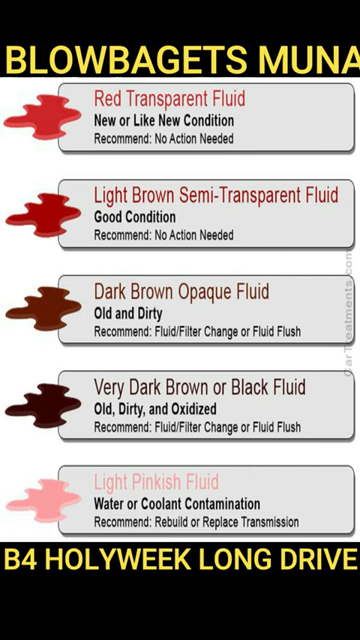 BLOWBAGETS MUNA
Red Transparent Fluid
New or Like New Condition
Recommend: No Action Needed
Light Brown Semi-Transparent Fluid
Good Condition
Recommend: No Action Needed
Dark Brown Opaque Fluid
Old and Dirty
Recommend: Fluid/Filter Change or Fluid Flush
Very Dark Brown or Black Fluid
Old, Dirty, and Oxidized
Recommend: Fluid/Filter Change or Fluid Flush
Light Pinkish Fluid
Water or Coolant Contamination
Recommend: Rebuild or Replace Transmission
CarTreatments.com
B4 HOLYWEEK LONG DRIVE